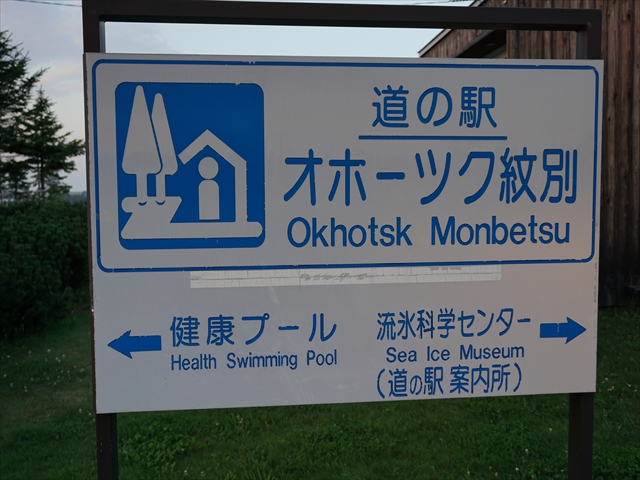 道の駅
オホーツク紋別
Okhotsk Monbetsu
健康プール
Health Swimming Pool
流氷科学センター
Sea Ice Museum
(道の駅 案内所)